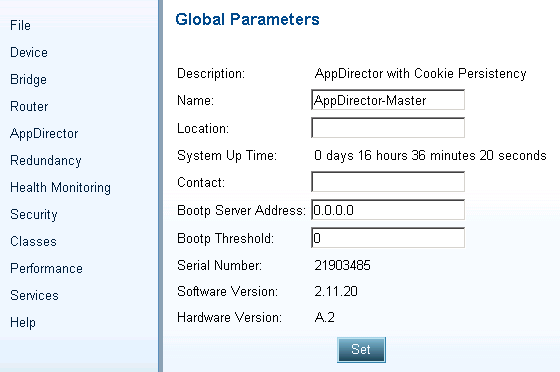 File
Device
Bridge
Router
AppDirector
Redundancy
Health Monitoring
Security
Classes
Performance
Services
Help
Global Parameters
Description: AppDirector with Cookie Persistency
Name: AppDirector-Master
Location:
System Up Time: 0 days 16 hours 36 minutes 20 seconds
Contact:
Bootp Server Address: 0.0.0.0
Bootp Threshold: 0
Serial Number: 21903485
Software Version: 2.11.20
Hardware Version: A.2
Set